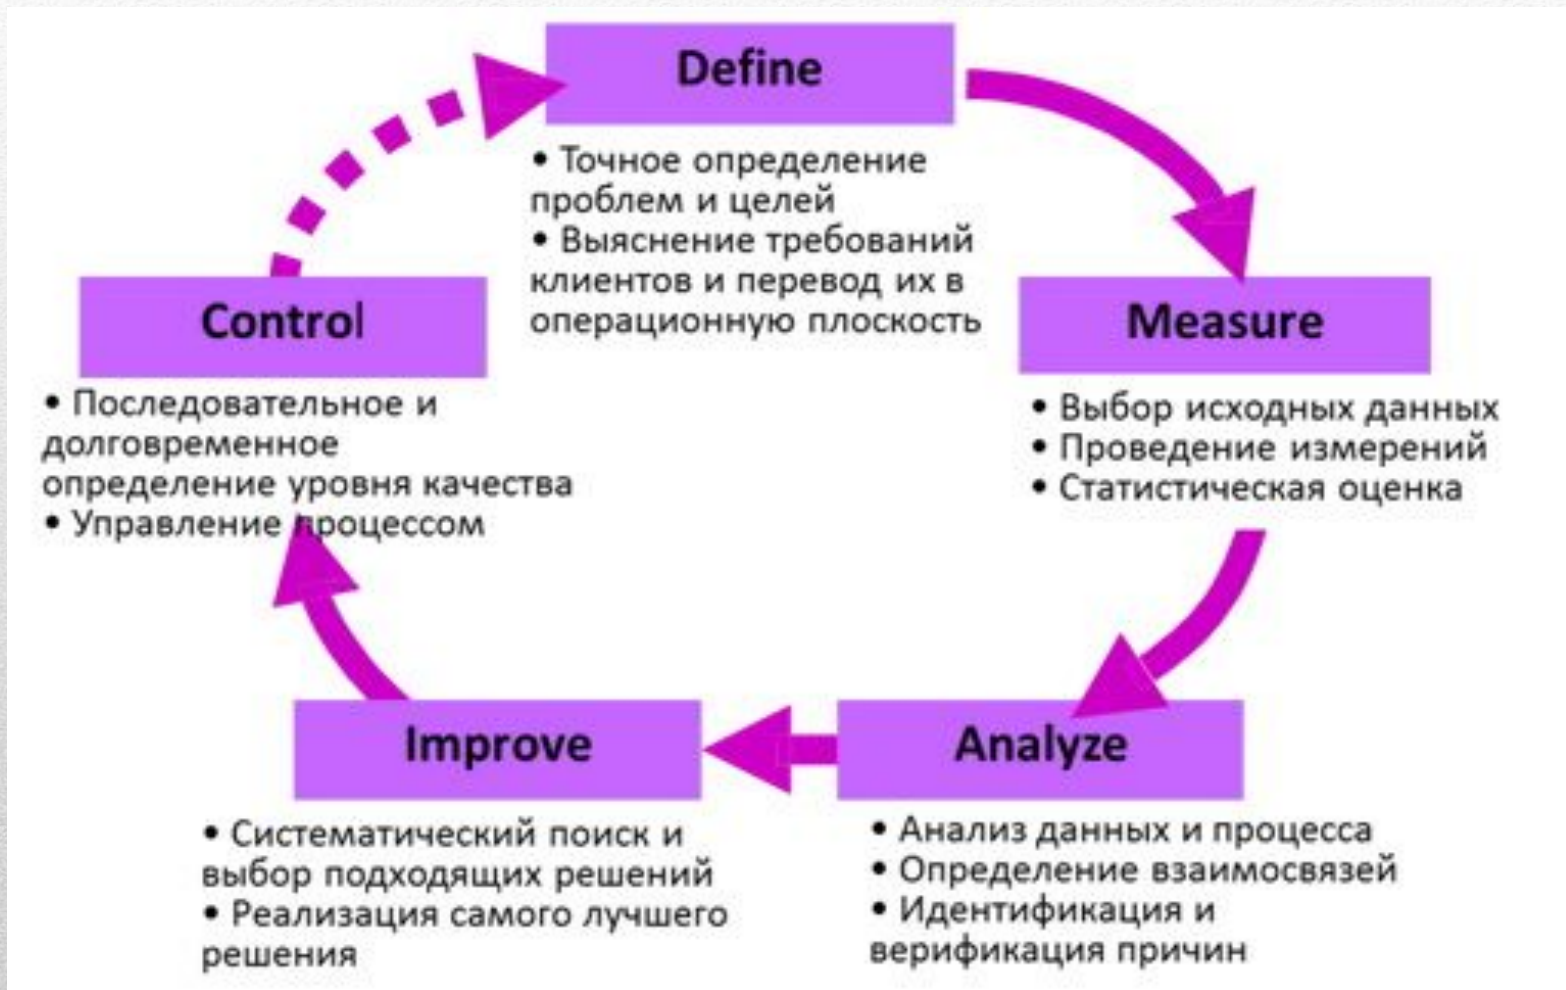 Define
• Точное определение
проблем и целей
• Выяснение требований
клиентов и перевод их в
операционную плоскость
Measure
• Выбор исходных данных
• Проведение измерений
• Статистическая оценка
Analyze
• Анализ данных и процесса
• Определение взаимосвязей
• Идентификация и
верификация причин
Improve
• Систематический поиск и
выбор подходящих решений
• Реализация самого лучшего
решения
Control
• Последовательное и
долговременное
определение уровня качества
• Управление процессом